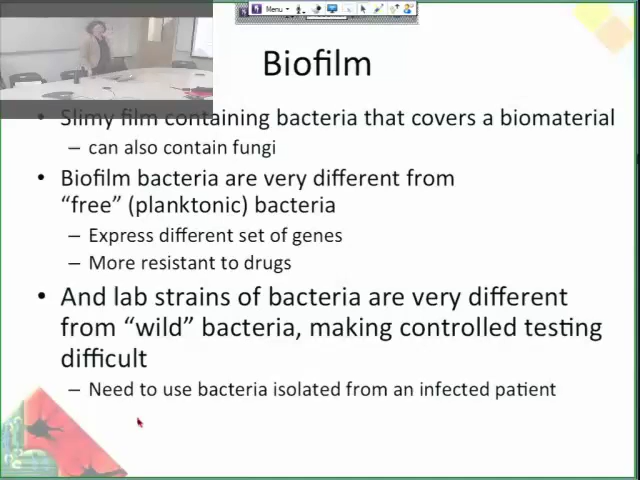 Menu
Biofilm
• Slimy film containing bacteria that covers a biomaterial
– can also contain fungi
• Biofilm bacteria are very different from
“free” (planktonic) bacteria
– Express different set of genes
– More resistant to drugs
• And lab strains of bacteria are very different
from “wild” bacteria, making controlled testing
difficult
– Need to use bacteria isolated from an infected patient